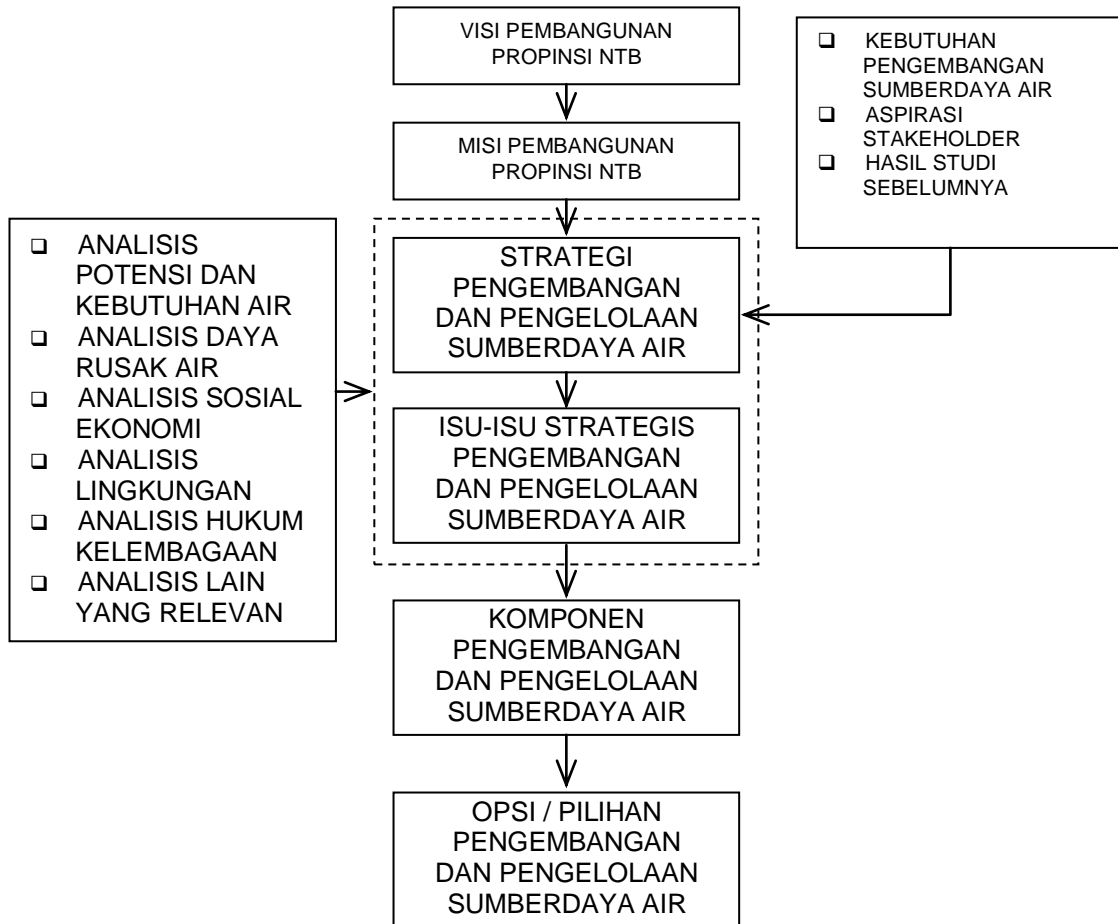 VISI PEMBANGUNAN
PROPINSI NTB
MISI PEMBANGUNAN
PROPINSI NTB
❑ KEBUTUHAN
PENGEMBANGAN
SUMBERDAYA AIR
❑ ASPIRASI
STAKEHOLDER
❑ HASIL STUDI
SEBELUMNYA
❑ ANALISIS
POTENSI DAN
KEBUTUHAN AIR
❑ ANALISIS DAYA
RUSAK AIR
❑ ANALISIS SOSIAL
EKONOMI
❑ ANALISIS
LINGKUNGAN
❑ ANALISIS HUKUM
KELEMBAGAAN
❑ ANALISIS LAIN
YANG RELEVAN
STRATEGI
PENGEMBANGAN
DAN PENGELOLAAN
SUMBERDAYA AIR
ISU-ISU STRATEGIS
PENGEMBANGAN
DAN PENGELOLAAN
SUMBERDAYA AIR
KOMPONEN
PENGEMBANGAN
DAN PENGELOLAAN
SUMBERDAYA AIR
OPSI / PILIHAN
PENGEMBANGAN
DAN PENGELOLAAN
SUMBERDAYA AIR